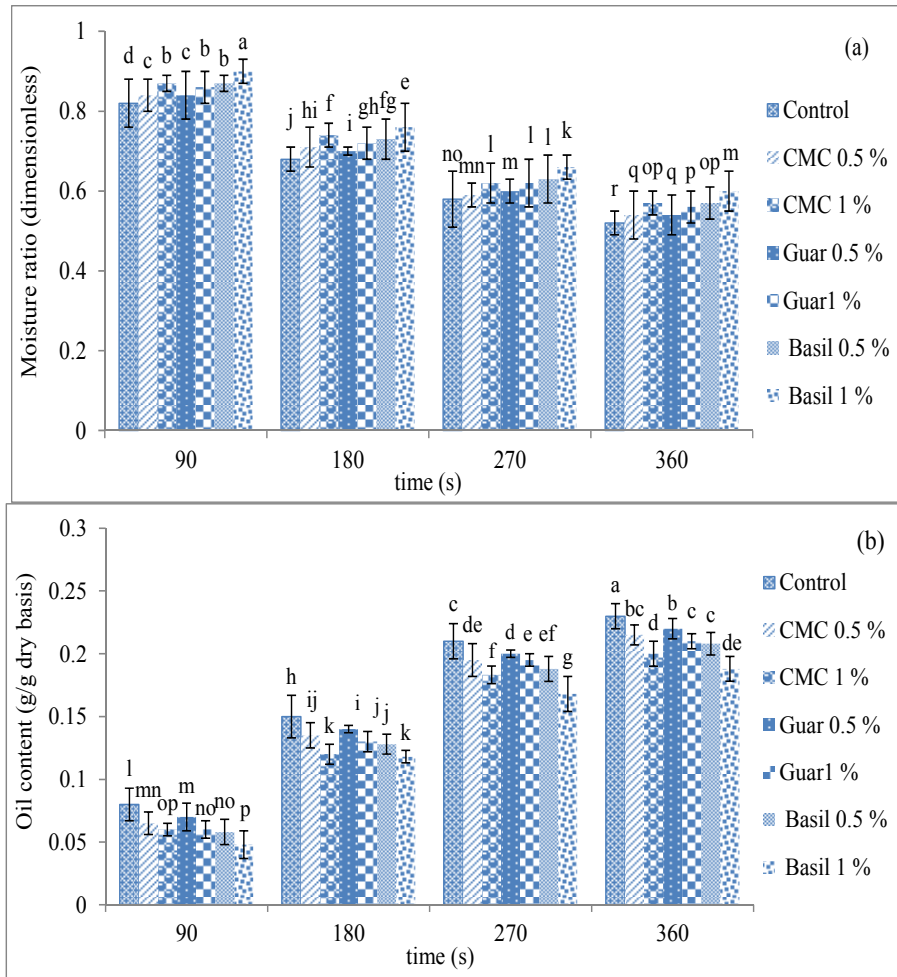 (a)
Moisture ratio (dimensionless)
1
0.8
0.6
0.4
0.2
0
d c b c b b a
j hi f i gh fg e
no mn l m l l k
r q op q p op m
90 180 270 360
time (s)
Control
CMC 0.5 %
CMC 1 %
Guar 0.5 %
Guar1 %
Basil 0.5 %
Basil 1 %
(b)
Oil content (g/g dry basis)
0.3
0.25
0.2
0.15
0.1
0.05
0
l mn op m no no p
h ij k i j j k
c de f d e ef g
a bc d b c c de
90 180 270 360
time (s)
Control
CMC 0.5 %
CMC 1 %
Guar 0.5 %
Guar1 %
Basil 0.5 %
Basil 1 %